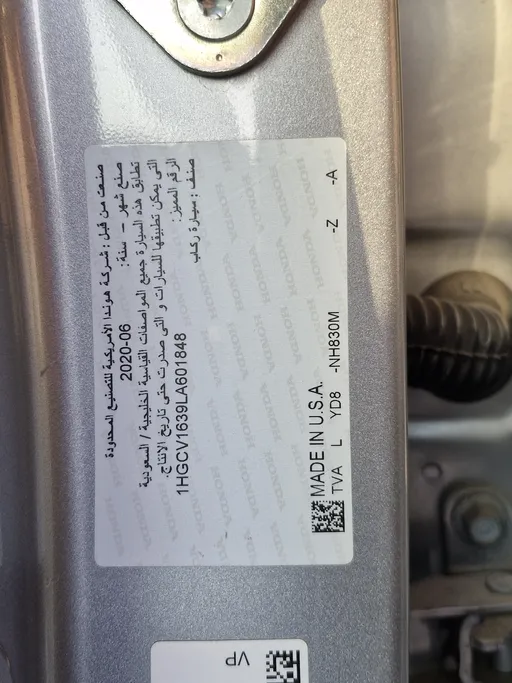 صنعت من قبل : شركة هوندا الأمريكية للتصنيع المحدودة
صنع شهر – سنة: 2020-06
تطابق هذه السيارة جميع المواصفات القياسية الخليجية / السعودية
التي يمكن تطبيقها للسيارات و التي صدرت حتى تاريخ الإنتاج.
الرقم المميز: 1HGCV1639LA601848
صنف : سيارة ركاب
MADE IN U.S.A.
TVA L YD8 -NH830M -Z -A
VP